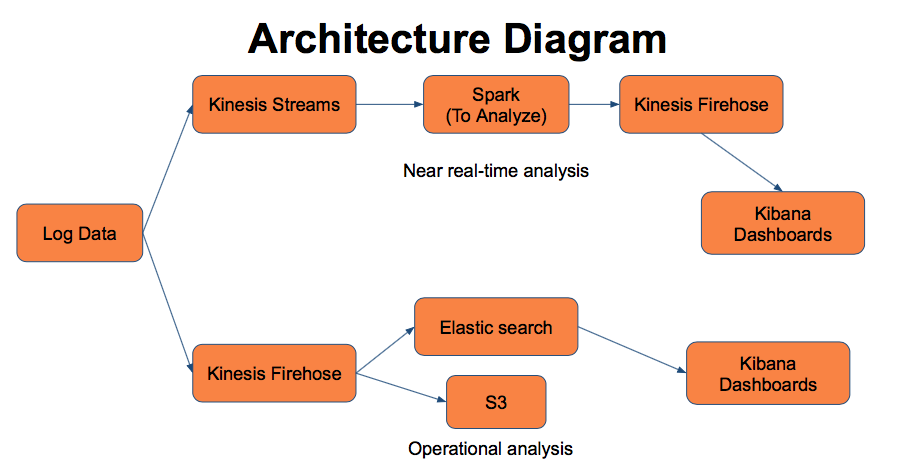 Architecture Diagram
Kinesis Streams
Spark
(To Analyze)
Kinesis Firehose
Near real-time analysis
Kibana
Dashboards
Log Data
Elastic search
Kinesis Firehose
Kibana
Dashboards
S3
Operational analysis